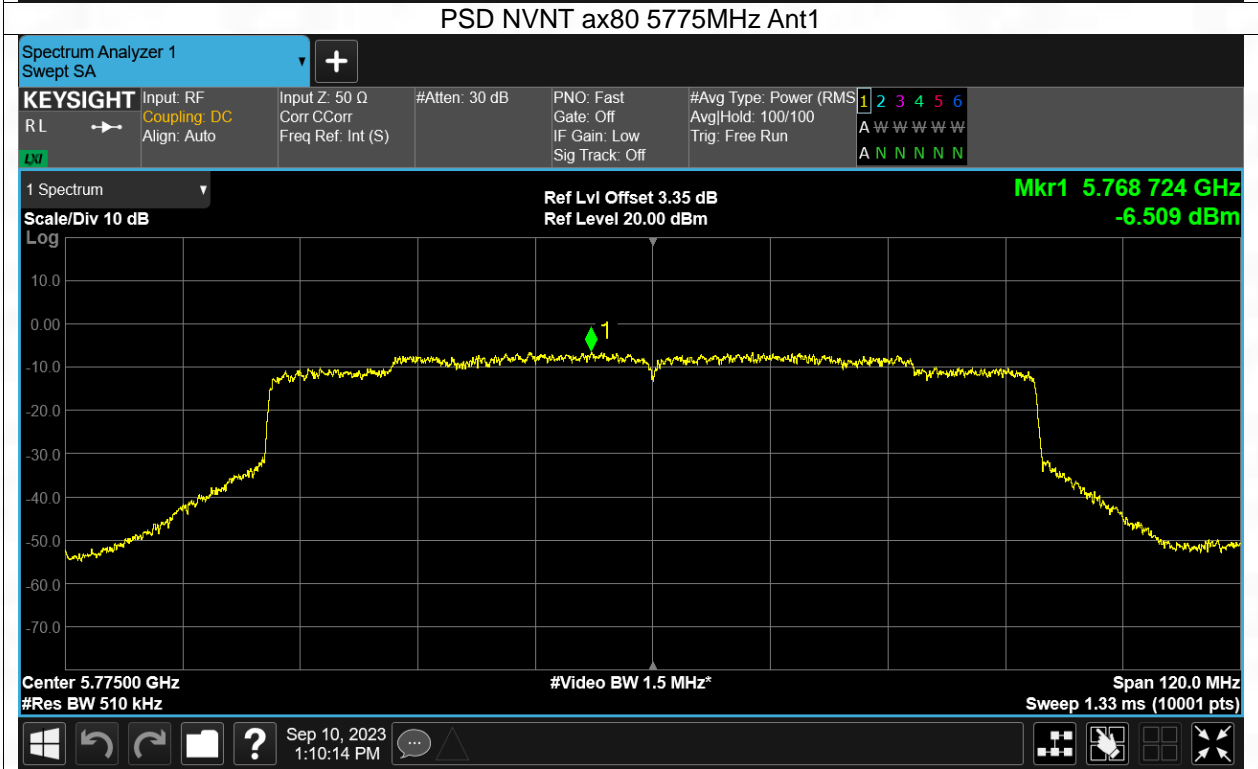 PSD NVNT ax80 5775MHz Ant1
Spectrum Analyzer 1
Swept SA
KEYSIGHT
R L
LXI
Input: RF
Coupling: DC
Align: Auto
Input Z: 50 Ω
Corr CCorr
Freq Ref: Int (S)
#Atten: 30 dB
PNO: Fast
Gate: Off
IF Gain: Low
Sig Track: Off
#Avg Type: Power (RMS
Avg|Hold: 100/100
Trig: Free Run
1 2 3 4 5 6
A W W W W W
A N N N N N
1 Spectrum
Scale/Div 10 dB
Ref Lvl Offset 3.35 dB
Ref Level 20.00 dBm
Mkr1 5.768 724 GHz
-6.509 dBm
Log
10.0
0.00
-10.0
-20.0
-30.0
-40.0
-50.0
-60.0
-70.0
1
Center 5.77500 GHz
#Res BW 510 kHz
#Video BW 1.5 MHz*
Span 120.0 MHz
Sweep 1.33 ms (10001 pts)
?
Sep 10, 2023
1:10:14 PM